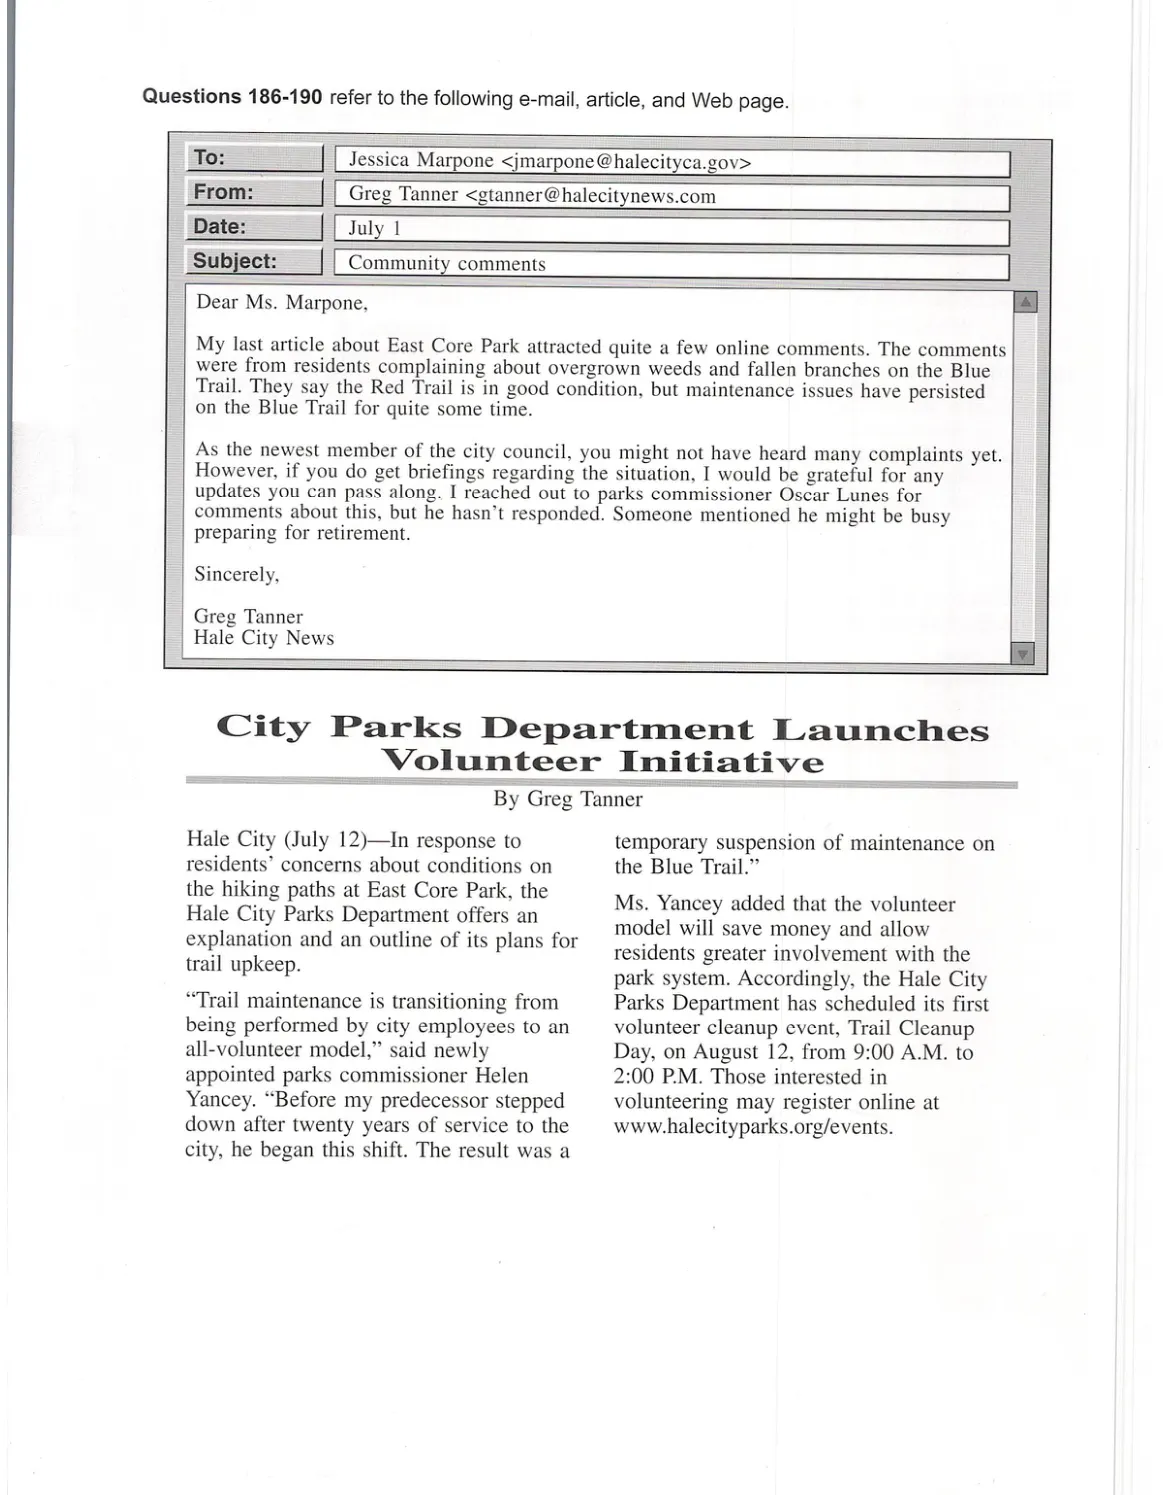 Questions 186-190 refer to the following e-mail, article, and Web page.
To: Jessica Marpone <jmarpone@halecityca.gov>
From: Greg Tanner <gtanner@halecitynews.com
Date: July 1
Subject: Community comments
Dear Ms. Marpone,
My last article about East Core Park attracted quite a few online comments. The comments
were from residents complaining about overgrown weeds and fallen branches on the Blue
Trail. They say the Red Trail is in good condition, but maintenance issues have persisted
on the Blue Trail for quite some time.
As the newest member of the city council, you might not have heard many complaints yet.
However, if you do get briefings regarding the situation, I would be grateful for any
updates you can pass along. I reached out to parks commissioner Oscar Lunes for
comments about this, but he hasn't responded. Someone mentioned he might be busy
preparing for retirement.
Sincerely,
Greg Tanner
Hale City News
City Parks Department Launches
Volunteer Initiative
By Greg Tanner
Hale City (July 12)—In response to
residents' concerns about conditions on
the hiking paths at East Core Park, the
Hale City Parks Department offers an
explanation and an outline of its plans for
trail upkeep.
"Trail maintenance is transitioning from
being performed by city employees to an
all-volunteer model," said newly
appointed parks commissioner Helen
Yancey. "Before my predecessor stepped
down after twenty years of service to the
city, he began this shift. The result was a
temporary suspension of maintenance on
the Blue Trail."
Ms. Yancey added that the volunteer
model will save money and allow
residents greater involvement with the
park system. Accordingly, the Hale City
Parks Department has scheduled its first
volunteer cleanup event, Trail Cleanup
Day, on August 12, from 9:00 A.M. to
2:00 P.M. Those interested in
volunteering may register online at
www.halecityparks.org/events.